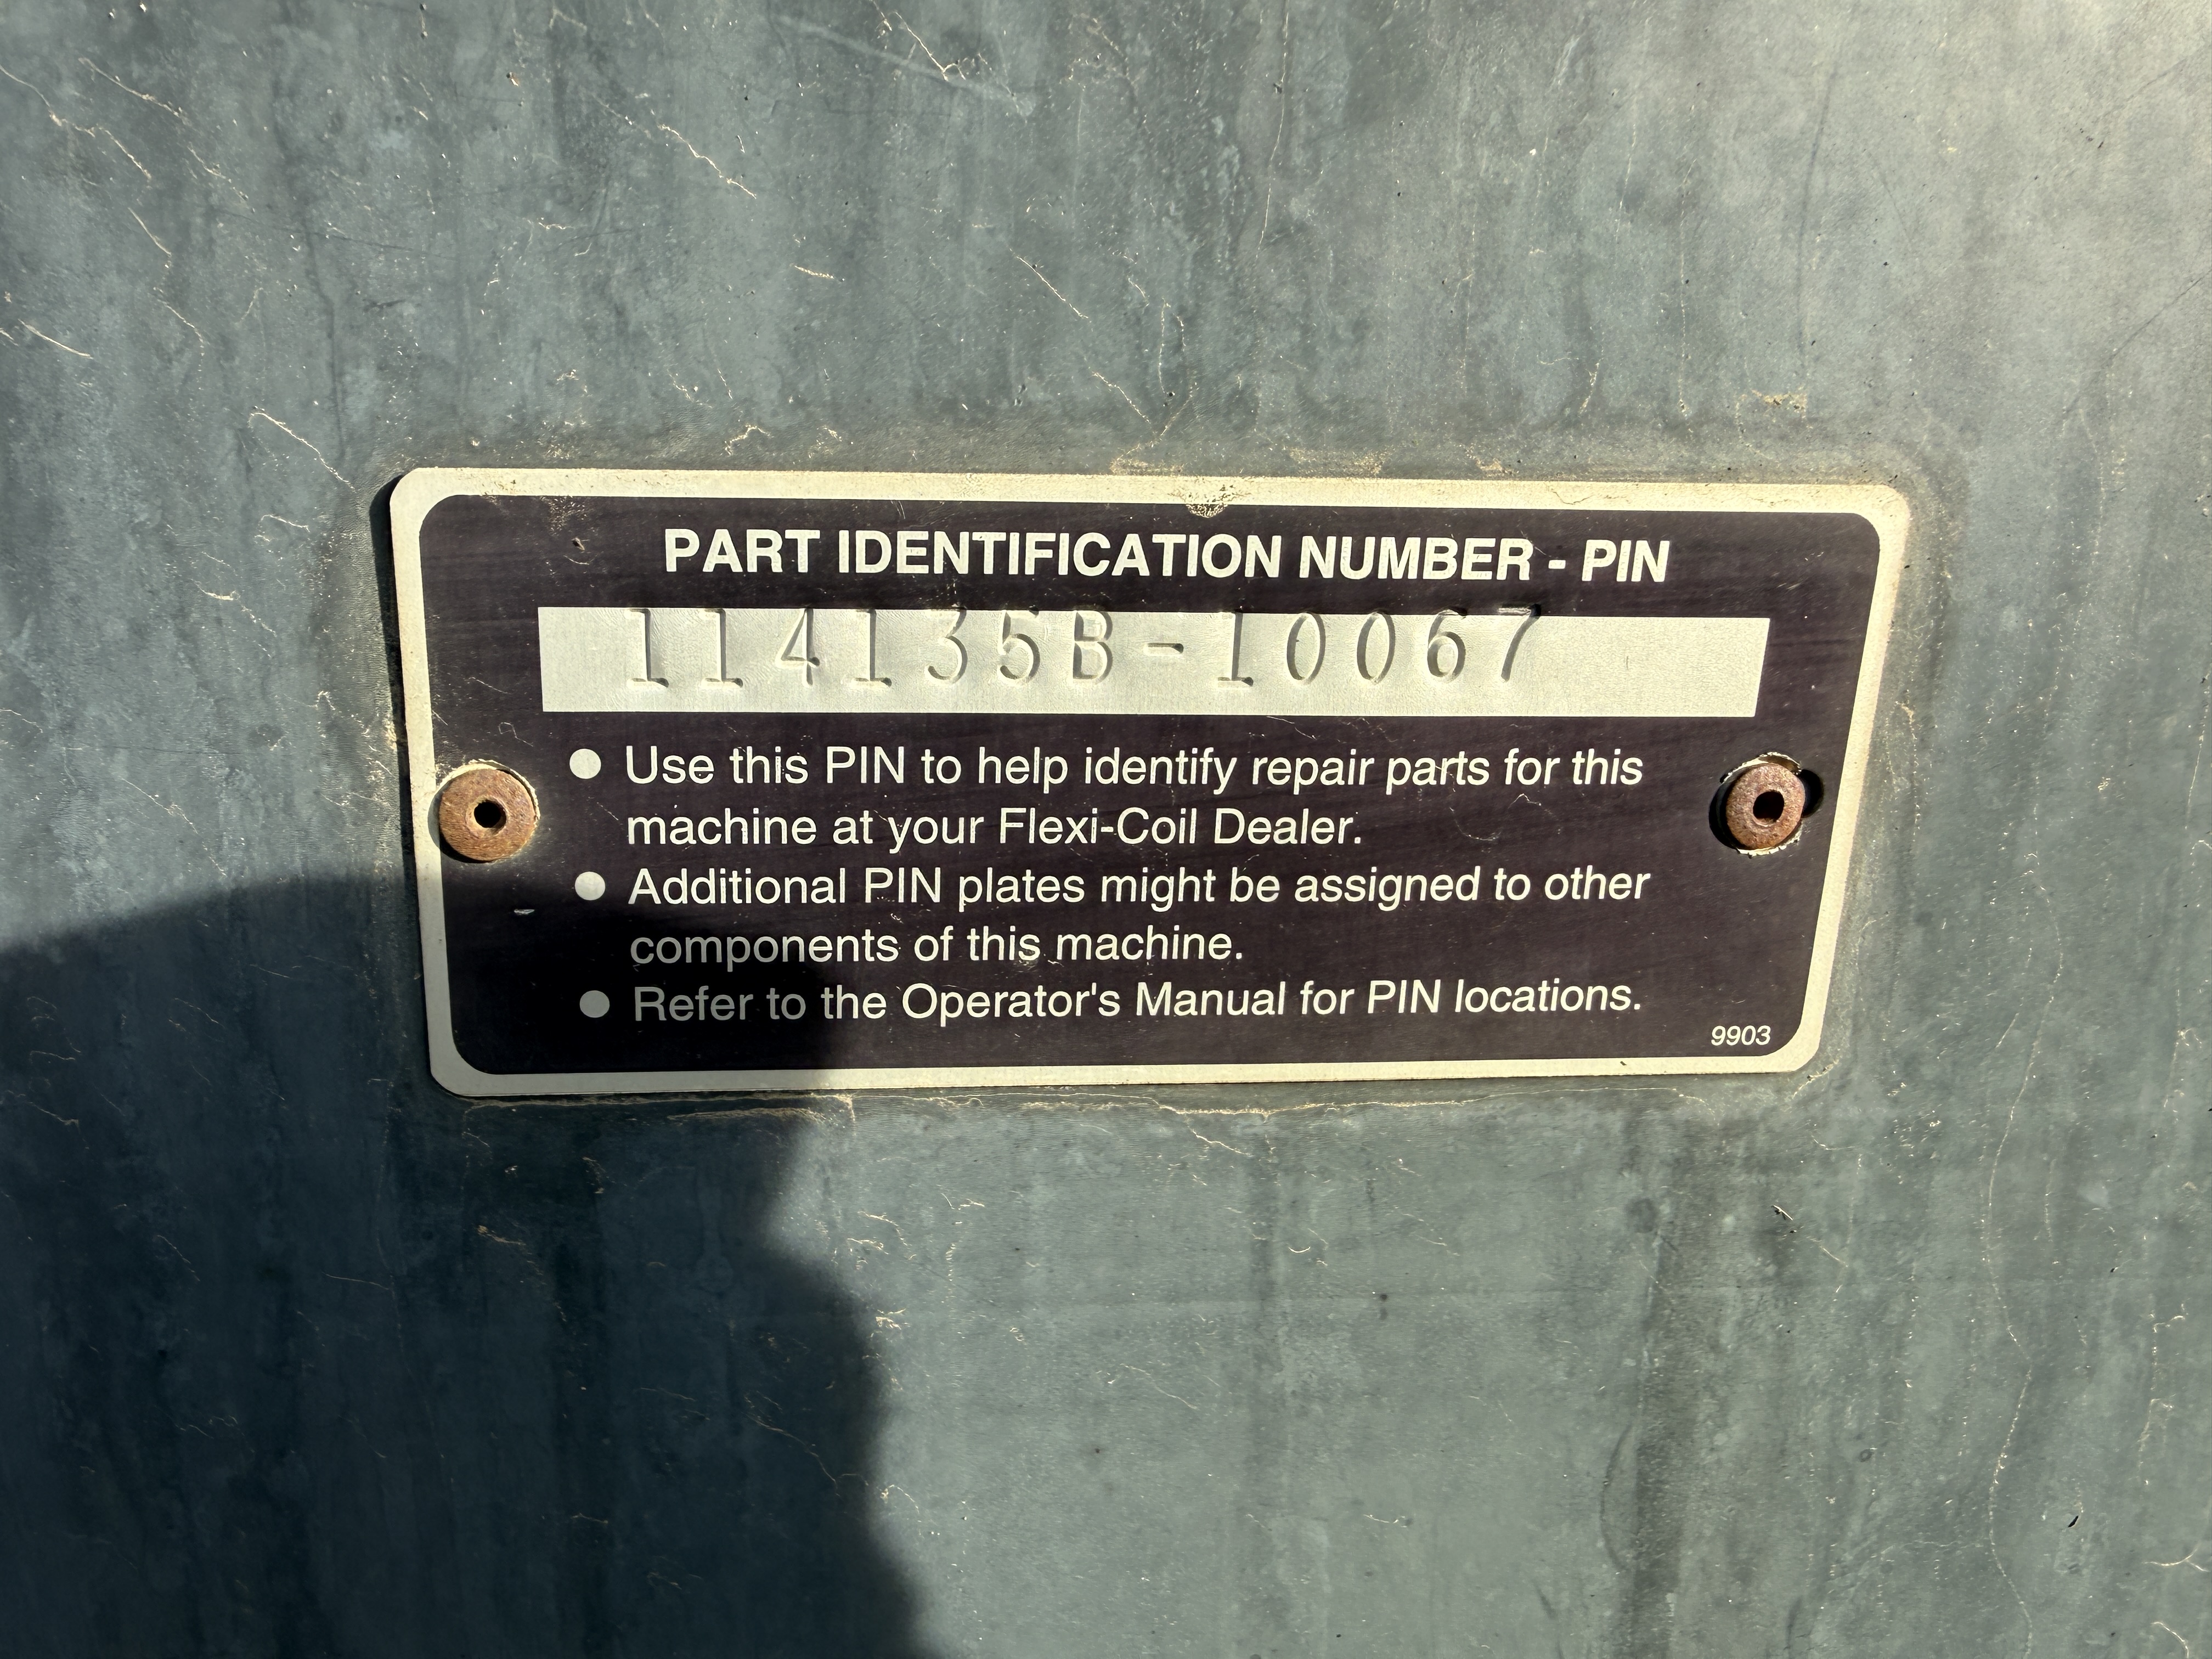 PART IDENTIFICATION NUMBER - PIN
114135B-10067
● Use this PIN to help identify repair parts for this
machine at your Flexi-Coil Dealer.
● Additional PIN plates might be assigned to other
components of this machine.
● Refer to the Operator's Manual for PIN locations.
9903